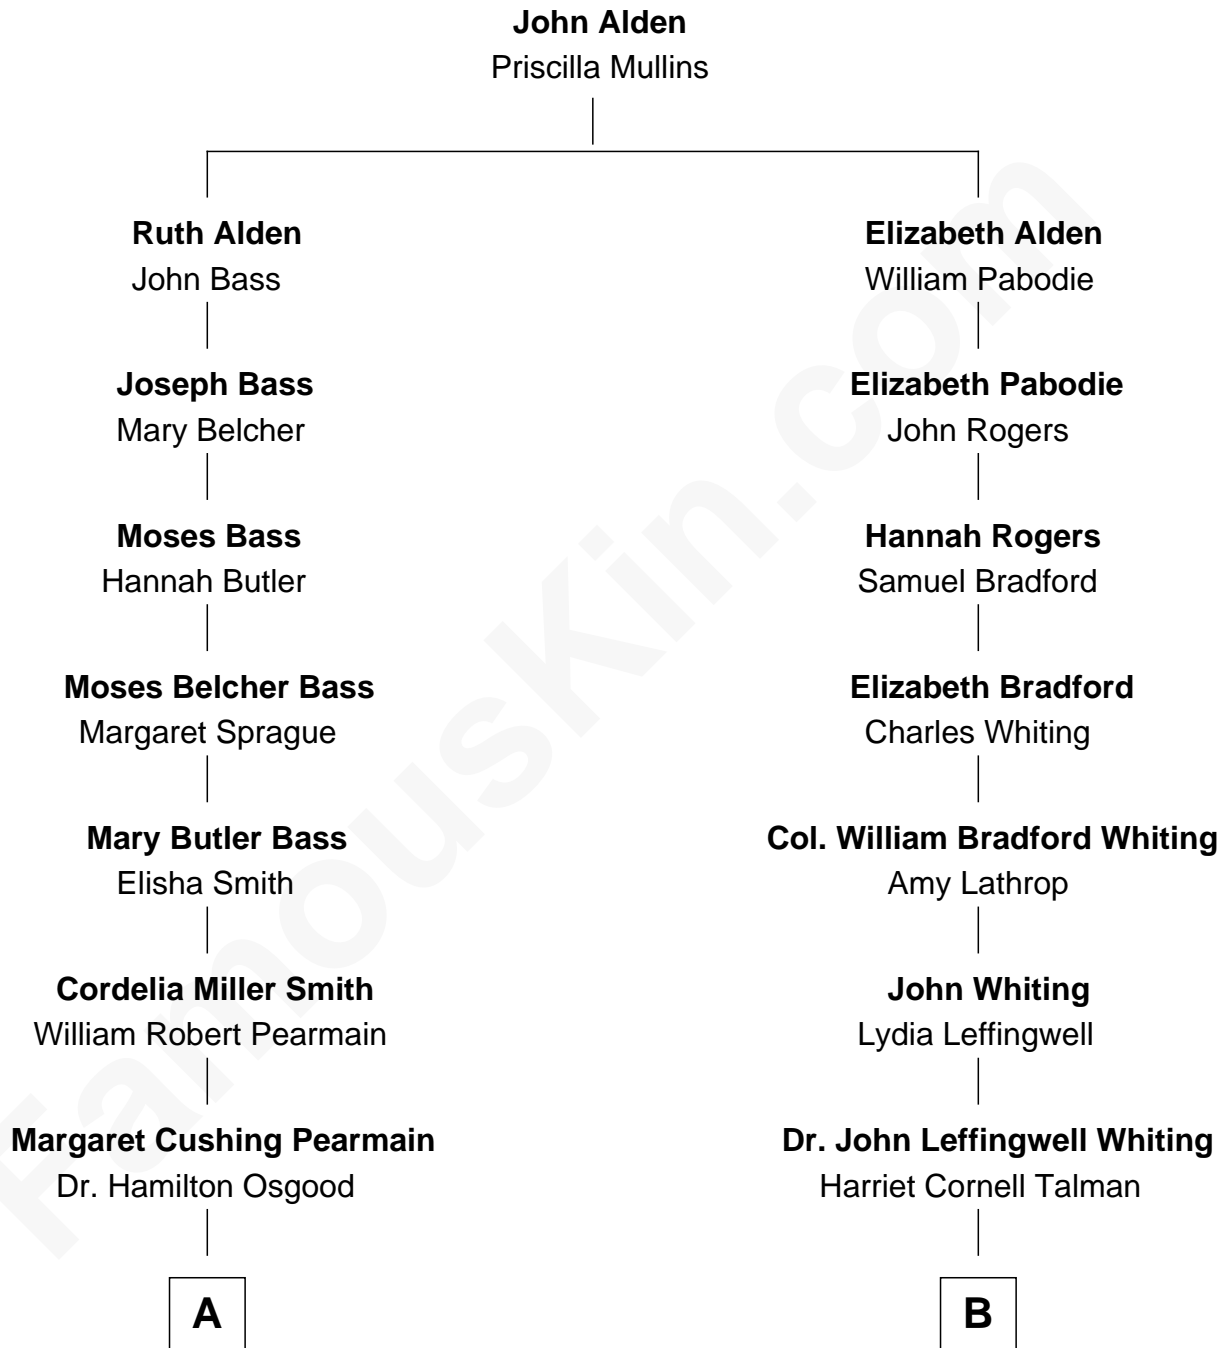 John Alden
Priscilla Mullins
Ruth Alden
John Bass
Elizabeth Alden
William Pabodie
Joseph Bass
Mary Belcher
Elizabeth Pabodie
John Rogers
Moses Bass
Hannah Butler
Hannah Rogers
Samuel Bradford
Moses Belcher Bass
Margaret Sprague
Elizabeth Bradford
Charles Whiting
Mary Butler Bass
Elisha Smith
Col. William Bradford Whiting
Amy Lathrop
Cordelia Miller Smith
William Robert Pearmain
John Whiting
Lydia Leffingwell
Margaret Cushing Pearmain
Dr. Hamilton Osgood
Dr. John Leffingwell Whiting
Harriet Cornell Talman
A
B
FamousKin.com